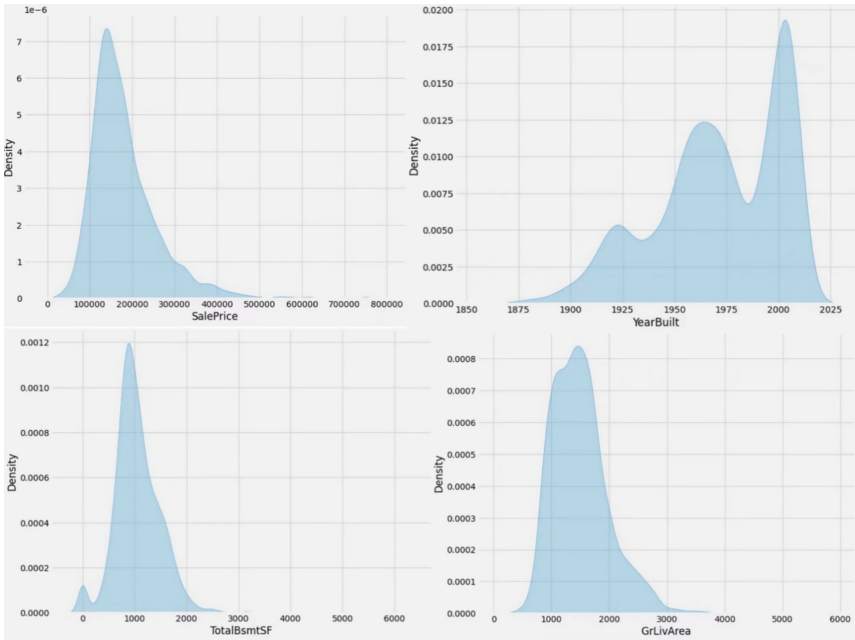 1e−6
7
6
5
4
3
2
1
0
Density
0 100000 200000 300000 400000 500000 600000 700000 800000
SalePrice
0.0200
0.0175
0.0150
0.0125
0.0100
0.0075
0.0050
0.0025
0.0000
Density
1850 1875 1900 1925 1950 1975 2000 2025
YearBuilt
0.0012
0.0010
0.0008
0.0006
0.0004
0.0002
0.0000
Density
0 1000 2000 3000 4000 5000 6000
TotalBsmtSF
0.0008
0.0007
0.0006
0.0005
0.0004
0.0003
0.0002
0.0001
0.0000
Density
0 1000 2000 3000 4000 5000 6000
GrLivArea